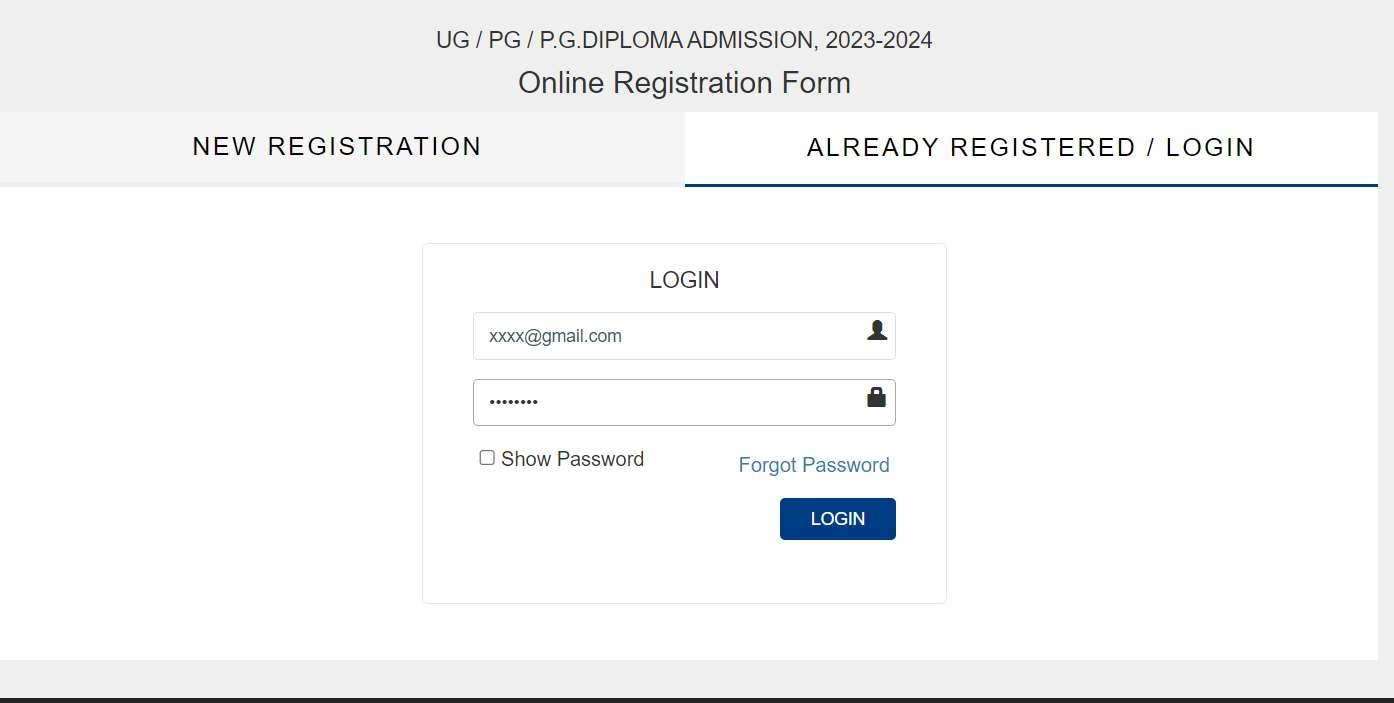 UG / PG / P.G.DIPLOMA ADMISSION, 2023-2024
Online Registration Form
NEW REGISTRATION
ALREADY REGISTERED / LOGIN
LOGIN
xxxx@gmail.com
••••••••
Show Password
Forgot Password
LOGIN